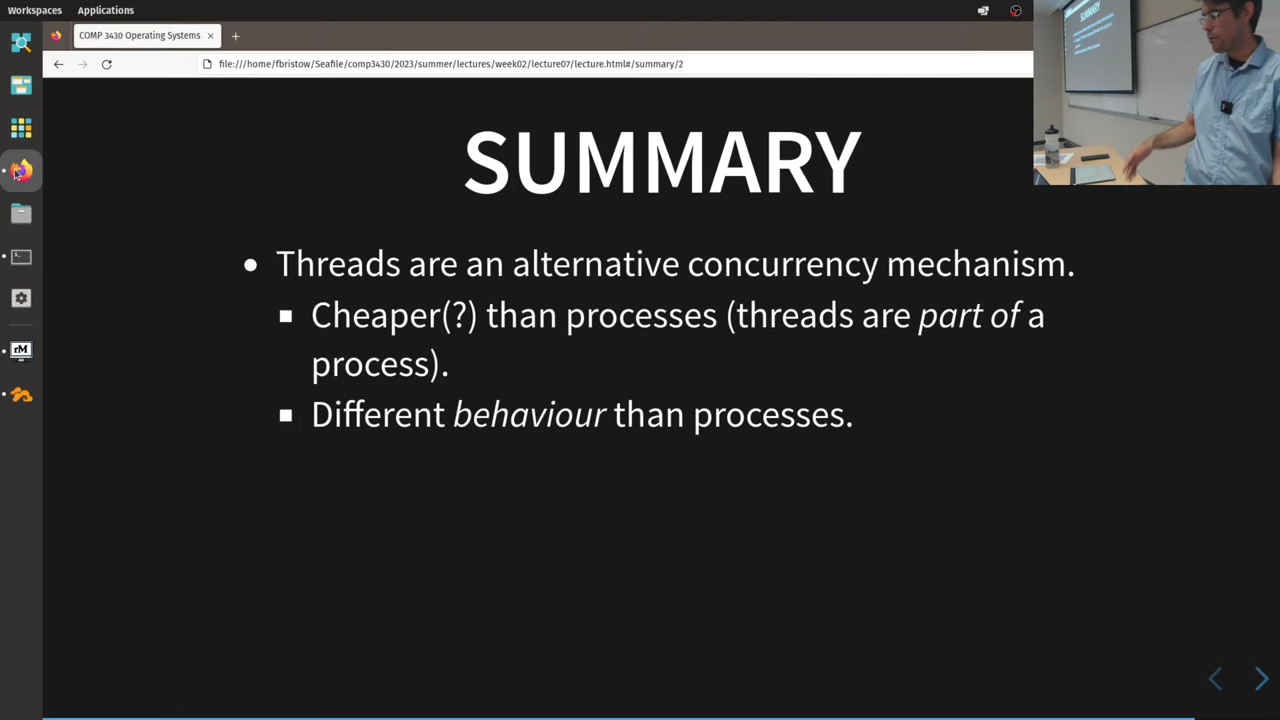 Workspaces Applications
COMP 3430 Operating Systems
file:///home/fbristow/Seafile/comp3430/2023/summer/lectures/week02/lecture07/lecture.html#/summary/2
SUMMARY
SUMMARY
• Threads are an alternative concurrency mechanism.
▪ Cheaper(?) than processes (threads are part of a
process).
▪ Different behaviour than processes.
rM